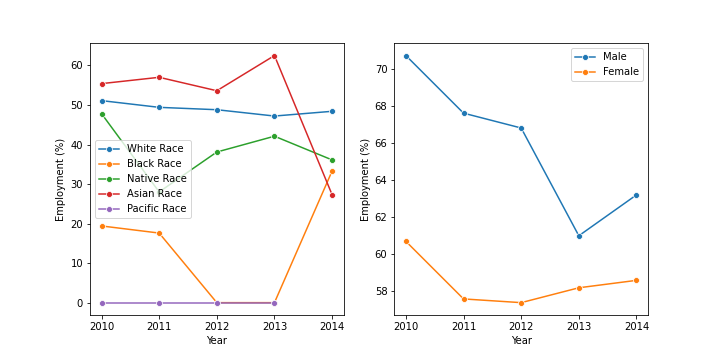 60
50
40
30
20
10
0
Employment (%)
White Race
Black Race
Native Race
Asian Race
Pacific Race
2010 2011 2012 2013 2014
Year
70
68
66
64
62
60
58
Employment (%)
Male
Female
2010 2011 2012 2013 2014
Year